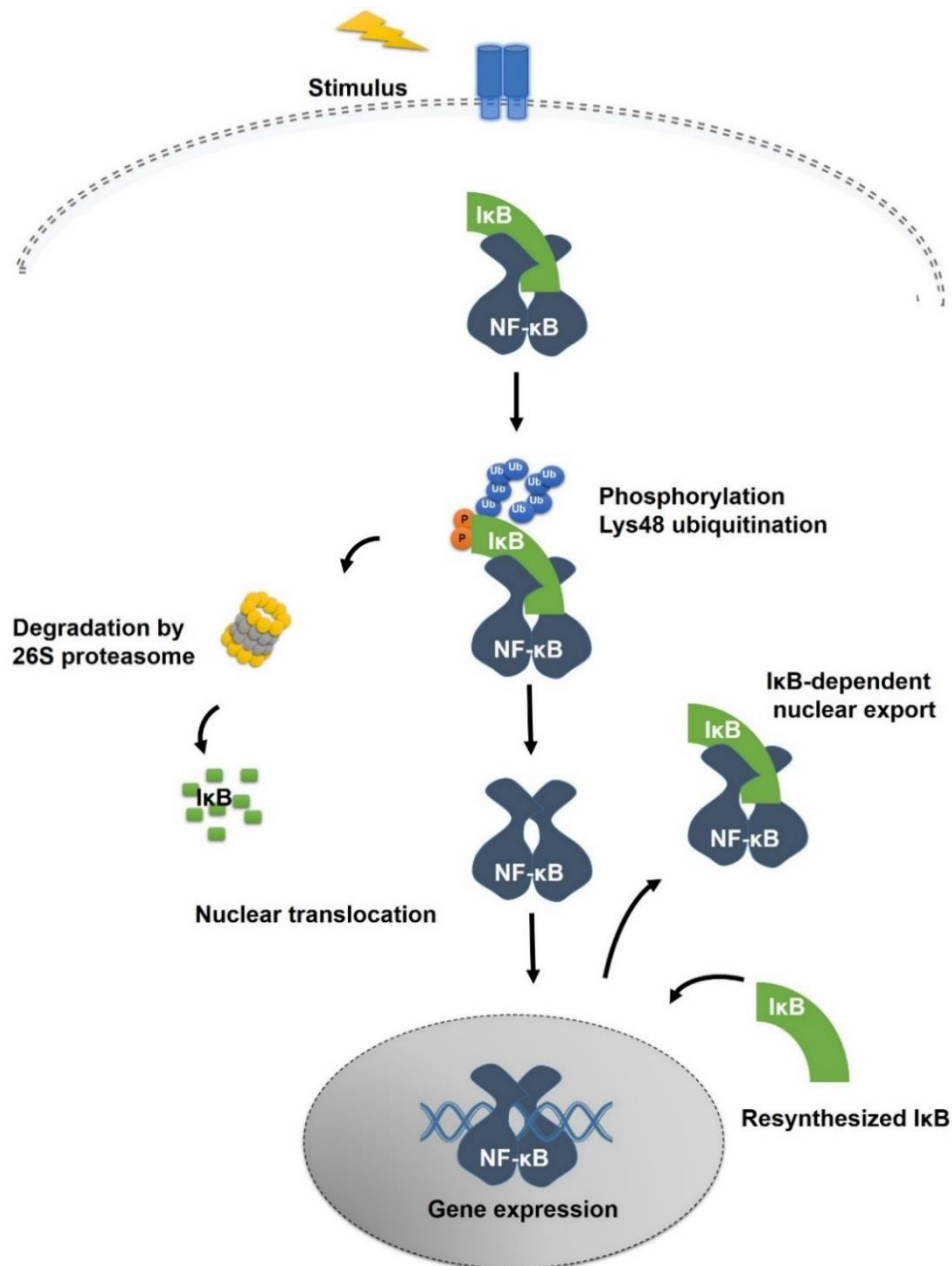 Stimulus
IκB
NF-κB
Ub
Ub
Ub
Ub
Ub
Ub
Ub
Ub
P
P
IκB
NF-κB
Phosphorylation
Lys48 ubiquitination
Degradation by
26S proteasome
IκB
NF-κB
IκB-dependent
nuclear export
IκB
NF-κB
Nuclear translocation
IκB
Resynthesized IκB
NF-κB
Gene expression